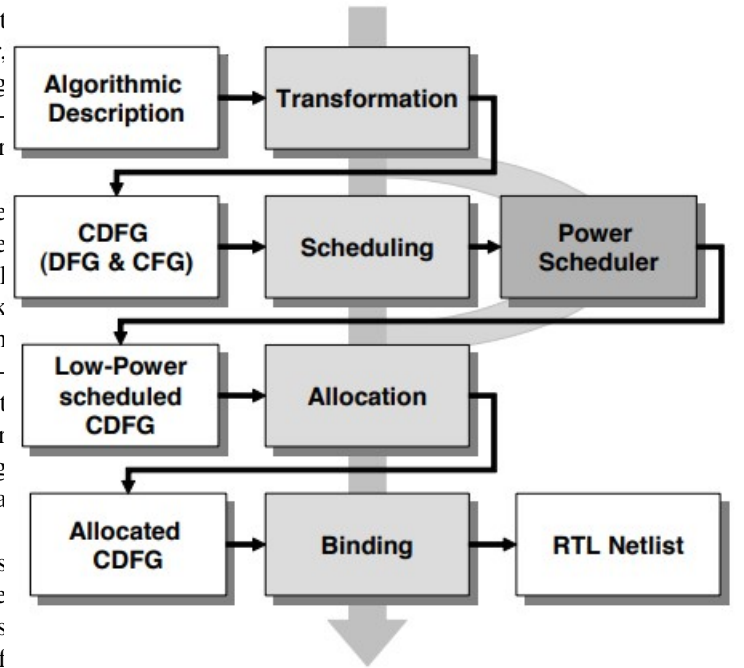 Algorithmic
Description
Transformation
CDFG
(DFG & CFG)
Scheduling
Power
Scheduler
Low-Power
scheduled
CDFG
Allocation
Allocated
CDFG
Binding
RTL Netlist